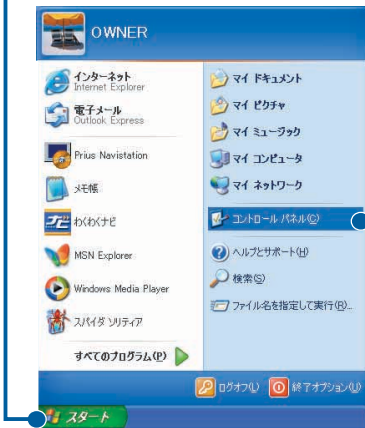 OWNER
インターネット
Internet Explorer
電子メール
Outlook Express
Prius Navistation
メモ帳
わくわくナビ
MSN Explorer
Windows Media Player
スパイダ ソリティア
すべてのプログラム(P)
マイ ドキュメント
マイ ピクチャ
マイ ミュージック
マイ コンピュータ
マイ ネットワーク
コントロール パネル(C)
ヘルプとサポート(H)
検索(S)
ファイル名を指定して実行(R)...
ログオフ(L)
終了オプション(U)
スタート